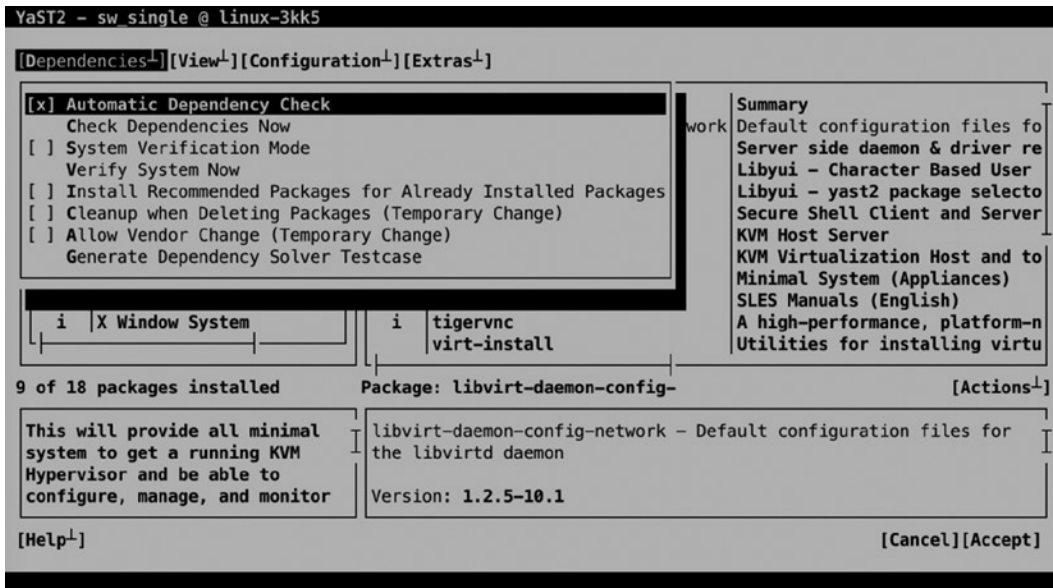 YaST2 - sw_single @ linux-3kk5
[Dependencies┴][View┴][Configuration┴][Extras┴]
[x] Automatic Dependency Check
Check Dependencies Now
[ ] System Verification Mode
Verify System Now
[ ] Install Recommended Packages for Already Installed Packages
[ ] Cleanup when Deleting Packages (Temporary Change)
[ ] Allow Vendor Change (Temporary Change)
Generate Dependency Solver Testcase
Summary
work Default configuration files fo
Server side daemon & driver re
Libyui - Character Based User
Libyui - yast2 package selecto
Secure Shell Client and Server
KVM Host Server
KVM Virtualization Host and to
Minimal System (Appliances)
SLES Manuals (English)
i X Window System i tigervnc A high-performance, platform-n
virt-install Utilities for installing virtu
9 of 18 packages installed Package: libvirt-daemon-config- [Actions┴]
This will provide all minimal
system to get a running KVM
Hypervisor and be able to
configure, manage, and monitor
libvirt-daemon-config-network - Default configuration files for
the libvirtd daemon
Version: 1.2.5-10.1
[Help┴] [Cancel][Accept]